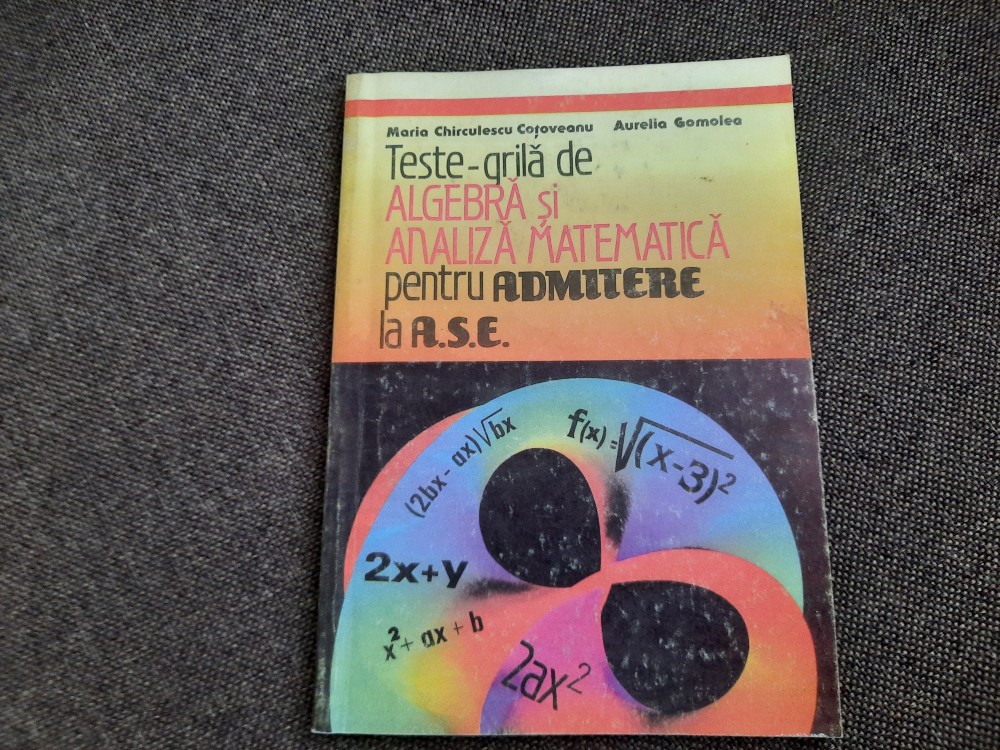 Maria Chirculescu Coțoveanu Aurelia Gomolea
Teste-grilă de
ALGEBRĂ și
ANALIZĂ MATEMATICĂ
pentru ADMITERE
la A.S.E.
(2bx - ax)√bx
f(x)=√(x-3)²
2x+y
x²+ ax + b
2ax²